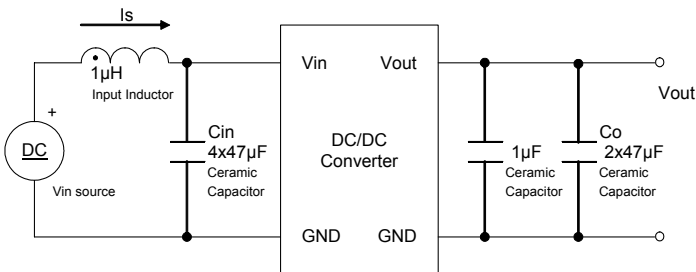 Is
1µH
Input Inductor
+
DC
Vin source
Cin
4x47µF
Ceramic
Capacitor
Vin
Vout
DC/DC
Converter
GND
GND
1µF
Ceramic
Capacitor
Co
2x47µF
Ceramic
Capacitor
Vout